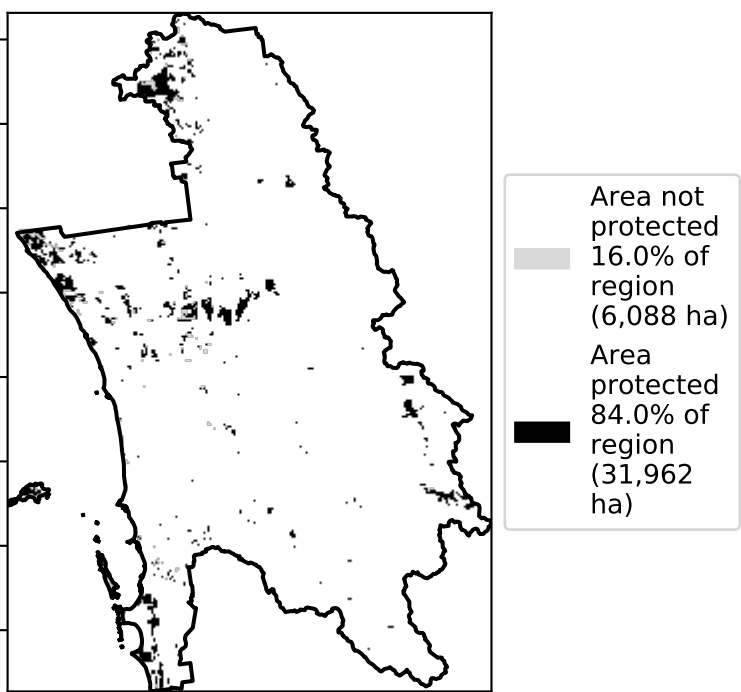 Area not
protected
16.0% of
region
(6,088 ha)
Area
protected
84.0% of
region
(31,962
ha)